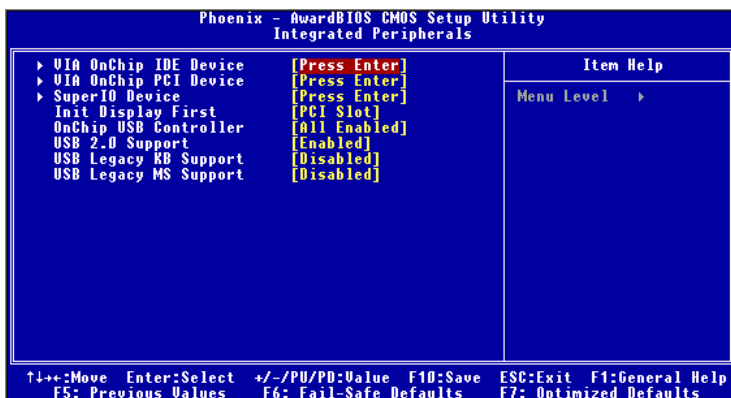 Phoenix - AwardBIOS CMOS Setup Utility
Integrated Peripherals
VIA OnChip IDE Device [Press Enter]
VIA OnChip PCI Device [Press Enter]
SuperIO Device [Press Enter]
Init Display First [PCI Slot]
OnChip USB Controller [All Enabled]
USB 2.0 Support [Enabled]
USB Legacy KB Support [Disabled]
USB Legacy MS Support [Disabled]
Item Help
Menu Level
↑↓→←:Move Enter:Select +/-/PU/PD:Value F10:Save ESC:Exit F1:General Help
F5: Previous Values F6: Fail-Safe Defaults F7: Optimized Defaults